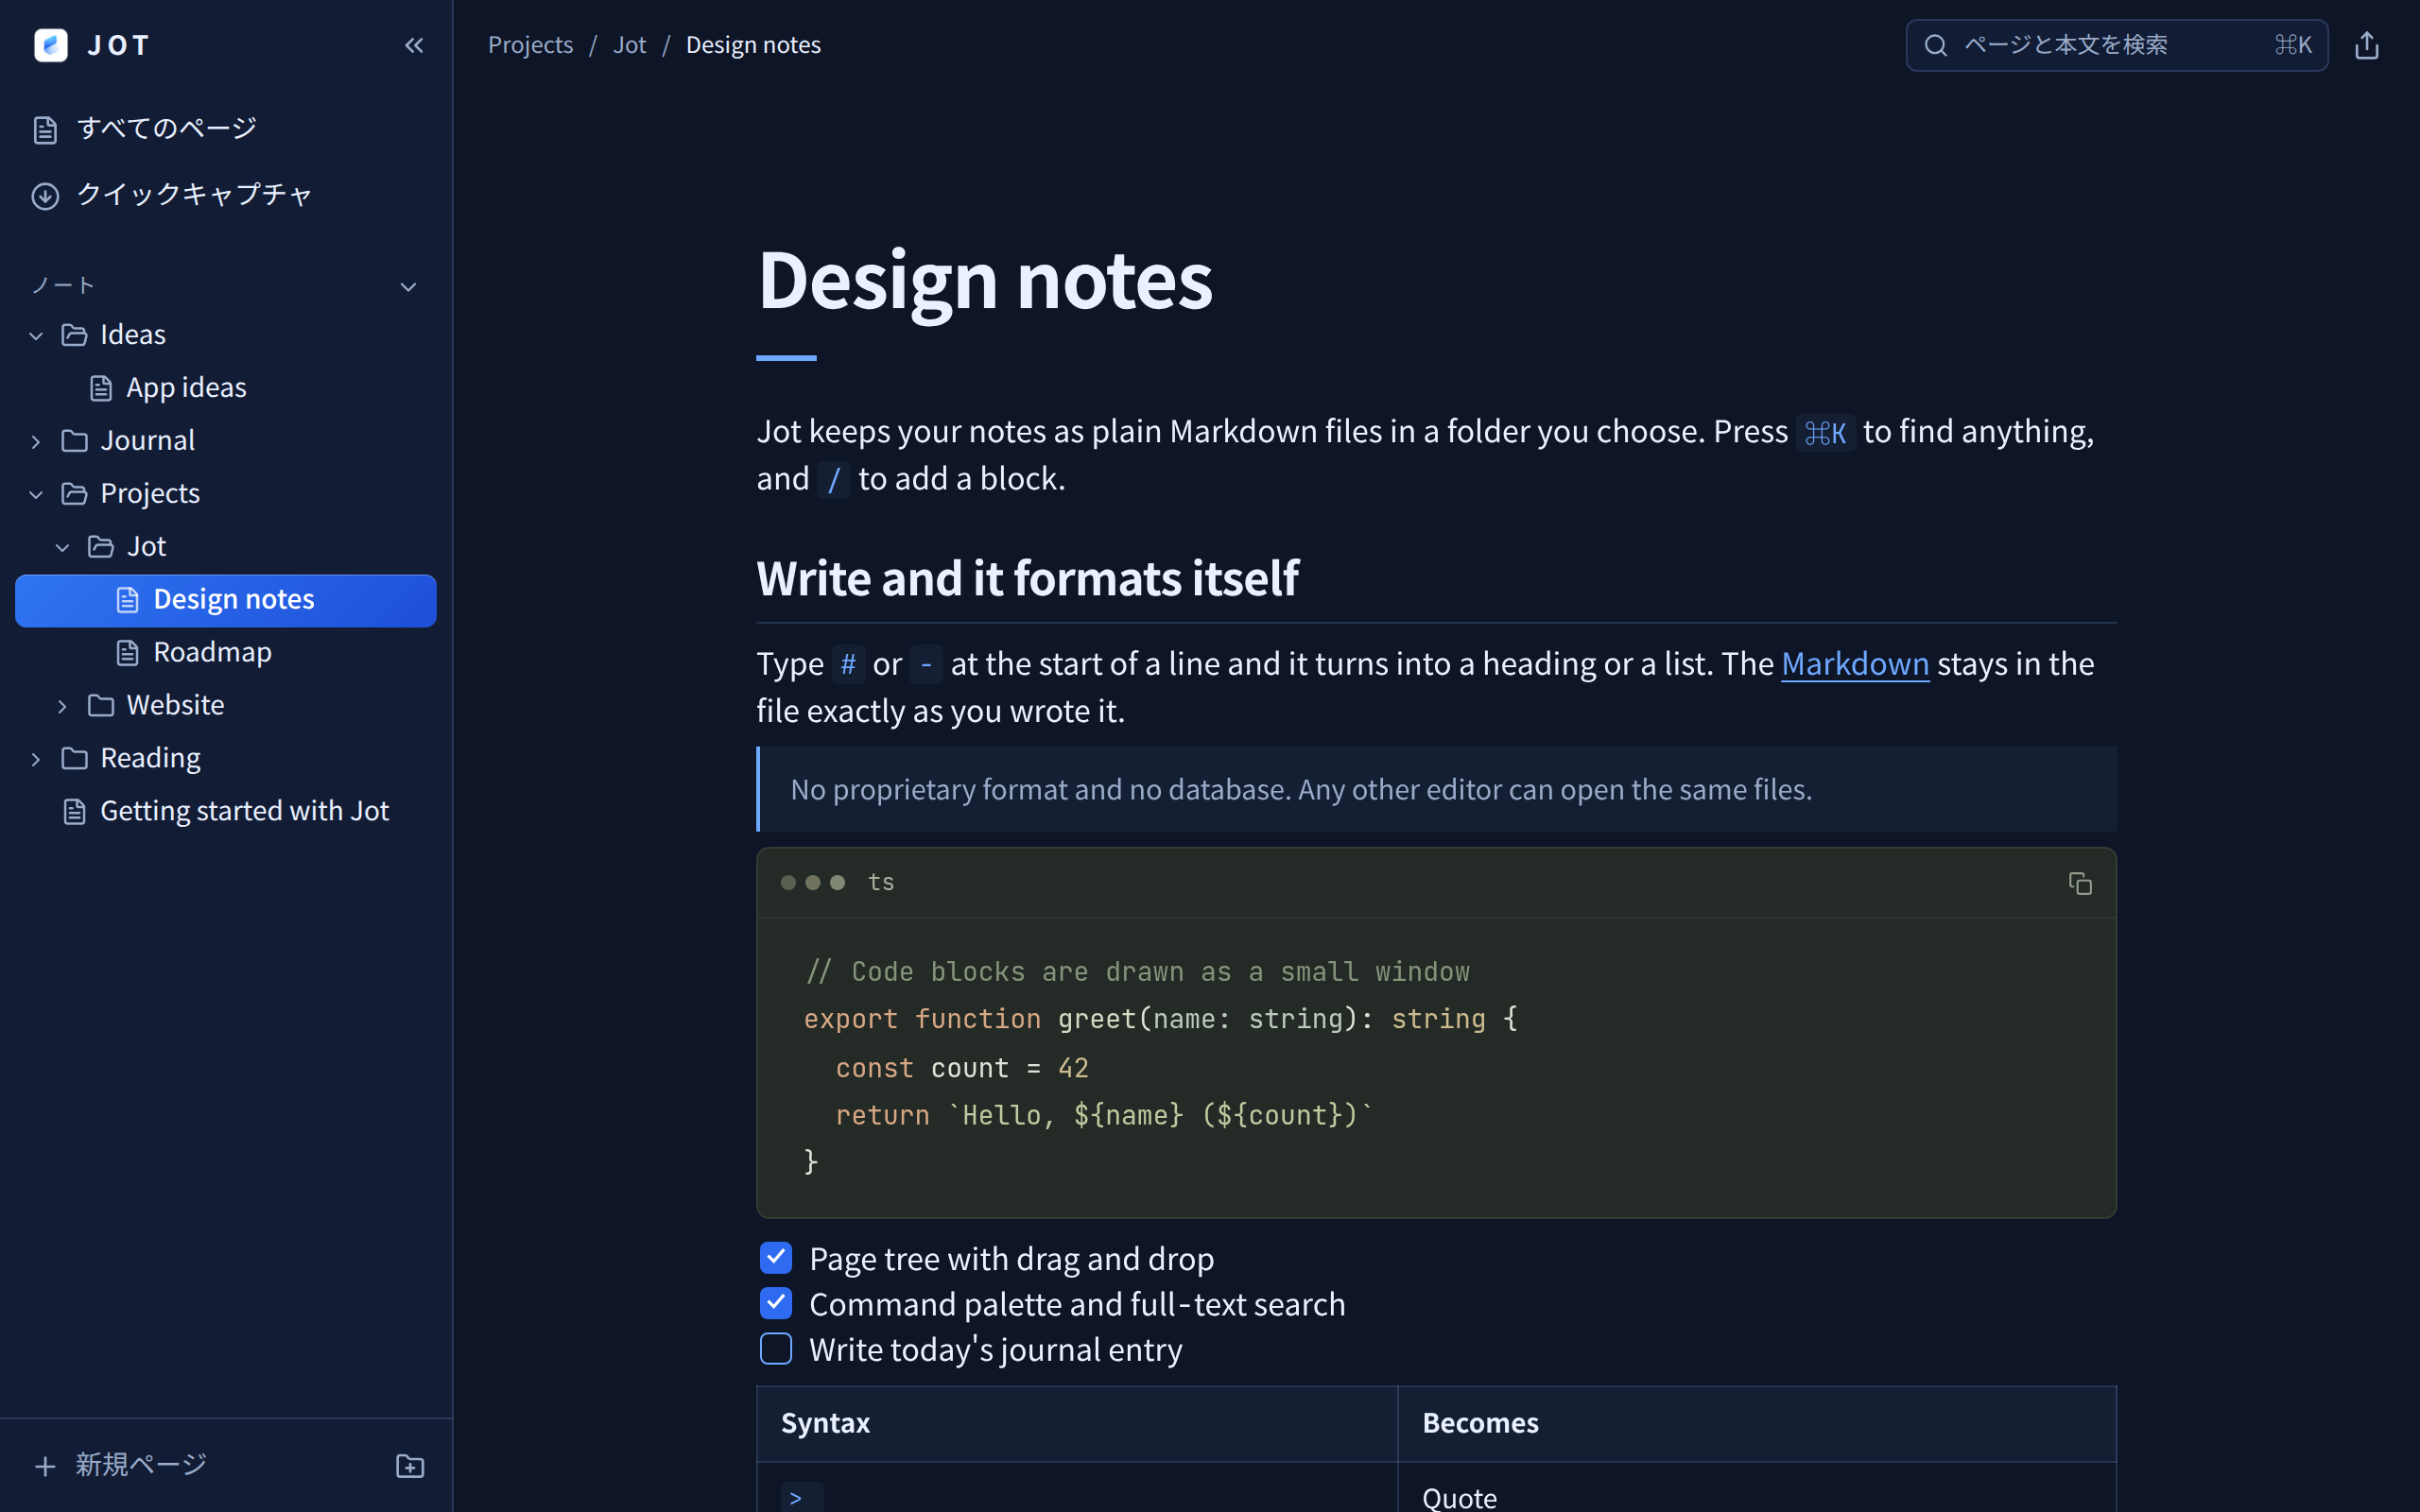 JOT
すべてのページ
クイックキャプチャ
ノート
Ideas
App ideas
Journal
Projects
Jot
Design notes
Roadmap
Website
Reading
Getting started with Jot
新規ページ
Projects / Jot / Design notes
ページと本文を検索 ⌘K
Design notes
Jot keeps your notes as plain Markdown files in a folder you choose. Press ⌘K to find anything,
and / to add a block.
Write and it formats itself
Type # or - at the start of a line and it turns into a heading or a list. The Markdown stays in the
file exactly as you wrote it.
No proprietary format and no database. Any other editor can open the same files.
ts
// Code blocks are drawn as a small window
export function greet(name: string): string {
  const count = 42
  return `Hello, ${name} (${count})`
}
Page tree with drag and drop
Command palette and full-text search
Write today's journal entry
Syntax Becomes
> Quote